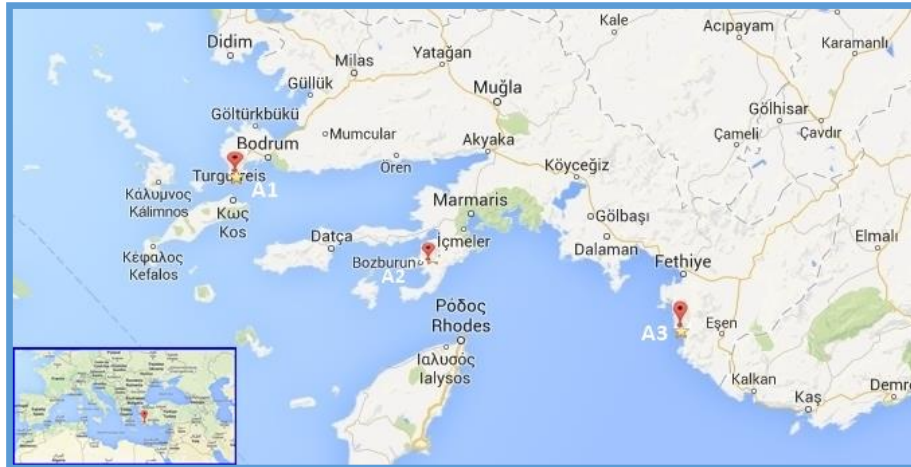 Kale
Acıpayam
Karamanlı
Didim
Milas
Yatağan
Güllük
Muğla
Gölhisar
Göltürkbükü
Mumcular
Çameli
Çavdır
Bodrum
Akyaka
Ören
Köyceğiz
Turgutreis
A1
Κάλυμνος
Kálimnos
Κως
Kos
Marmaris
Gölbaşı
Datça
İçmeler
Dalaman
Elmalı
Κέφαλος
Kefalos
Bozburun
A2
Fethiye
Ρόδος
Rhodes
A3
Eşen
Ιαλυσός
Ialysos
Kalkan
Kaş
Demre